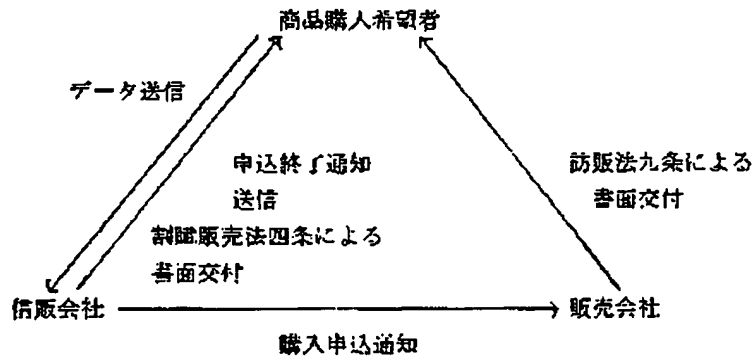 商品購入希望者
データ送信
申込終了通知
送信
割賦販売法四条による
書面交付
訪販法九条による
書面交付
信販会社
販売会社
購入申込通知